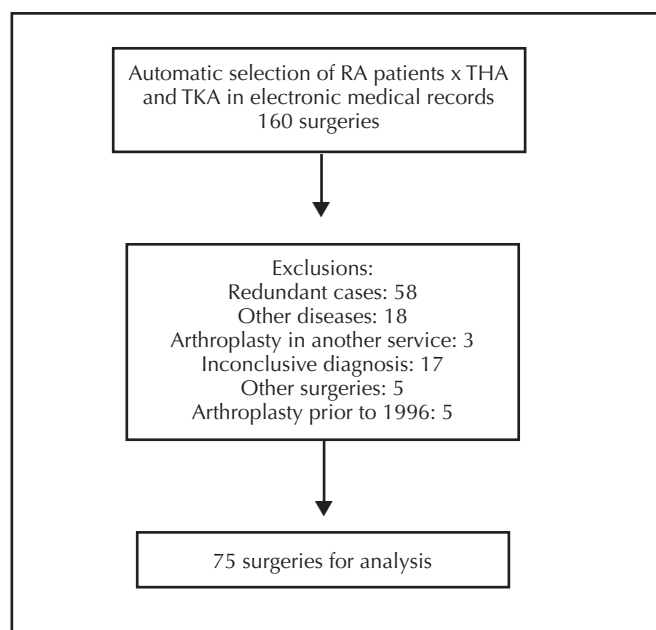 Automatic selection of RA patients x THA
and TKA in electronic medical records
160 surgeries
Exclusions:
Redundant cases: 58
Other diseases: 18
Arthroplasty in another service: 3
Inconclusive diagnosis: 17
Other surgeries: 5
Arthroplasty prior to 1996: 5
75 surgeries for analysis